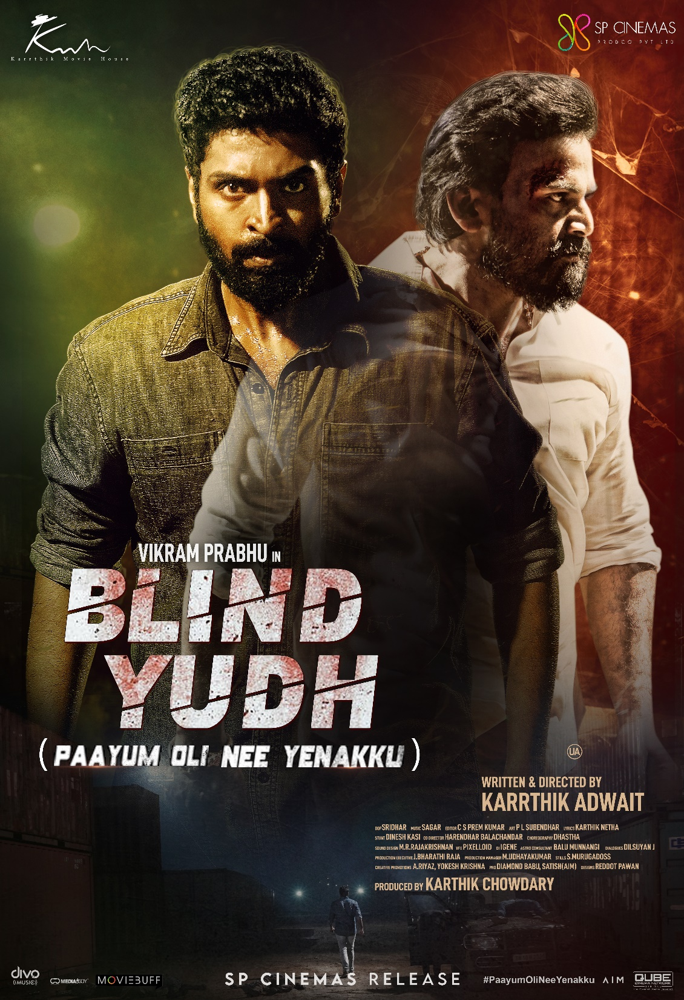 Karrthik Movie House
SP CINEMAS
PRODCO PVT LTD
VIKRAM PRABHU IN
BLIND
YUDH
(PAAYUM OLI NEE YENAKKU)
UA
WRITTEN & DIRECTED BY
KARRTHIK ADWAIT
DOP SRIDHAR MUSIC SAGAR EDITOR C S PREM KUMAR ART P L SUBENDHAR LYRICS KARTHIK NETHA
STUNT DINESH KASI CO DIRECTOR HARENDHAR BALACHANDAR CHOREOGRAPHY DHASTHA
SOUND DESIGN M.R.RAJAKRISHNAN VFX PIXELLOID DI IGENE ASTRO CONSULTANT BALU MUNNANGI DIALOGUES DILSUYAN J
PRODUCTION EXECUTIVE J.BHARATHI RAJA PRODUCTION MANAGER M.UDHAYAKUMAR STILLS S.MURUGADOSS
CREATIVE PROMOTIONS A.RIYAZ, YOKESH KRISHNA PRO DIAMOND BABU, SATISH(AIM) DESIGNS REDDOT PAWAN
PRODUCED BY KARTHIK CHOWDARY
divo MUSIC MEDIABOY MOVIEBUFF SP CINEMAS RELEASE #PaayumOliNeeYenakku AIM QUBE
CINEMA NETWORK
DIGITAL